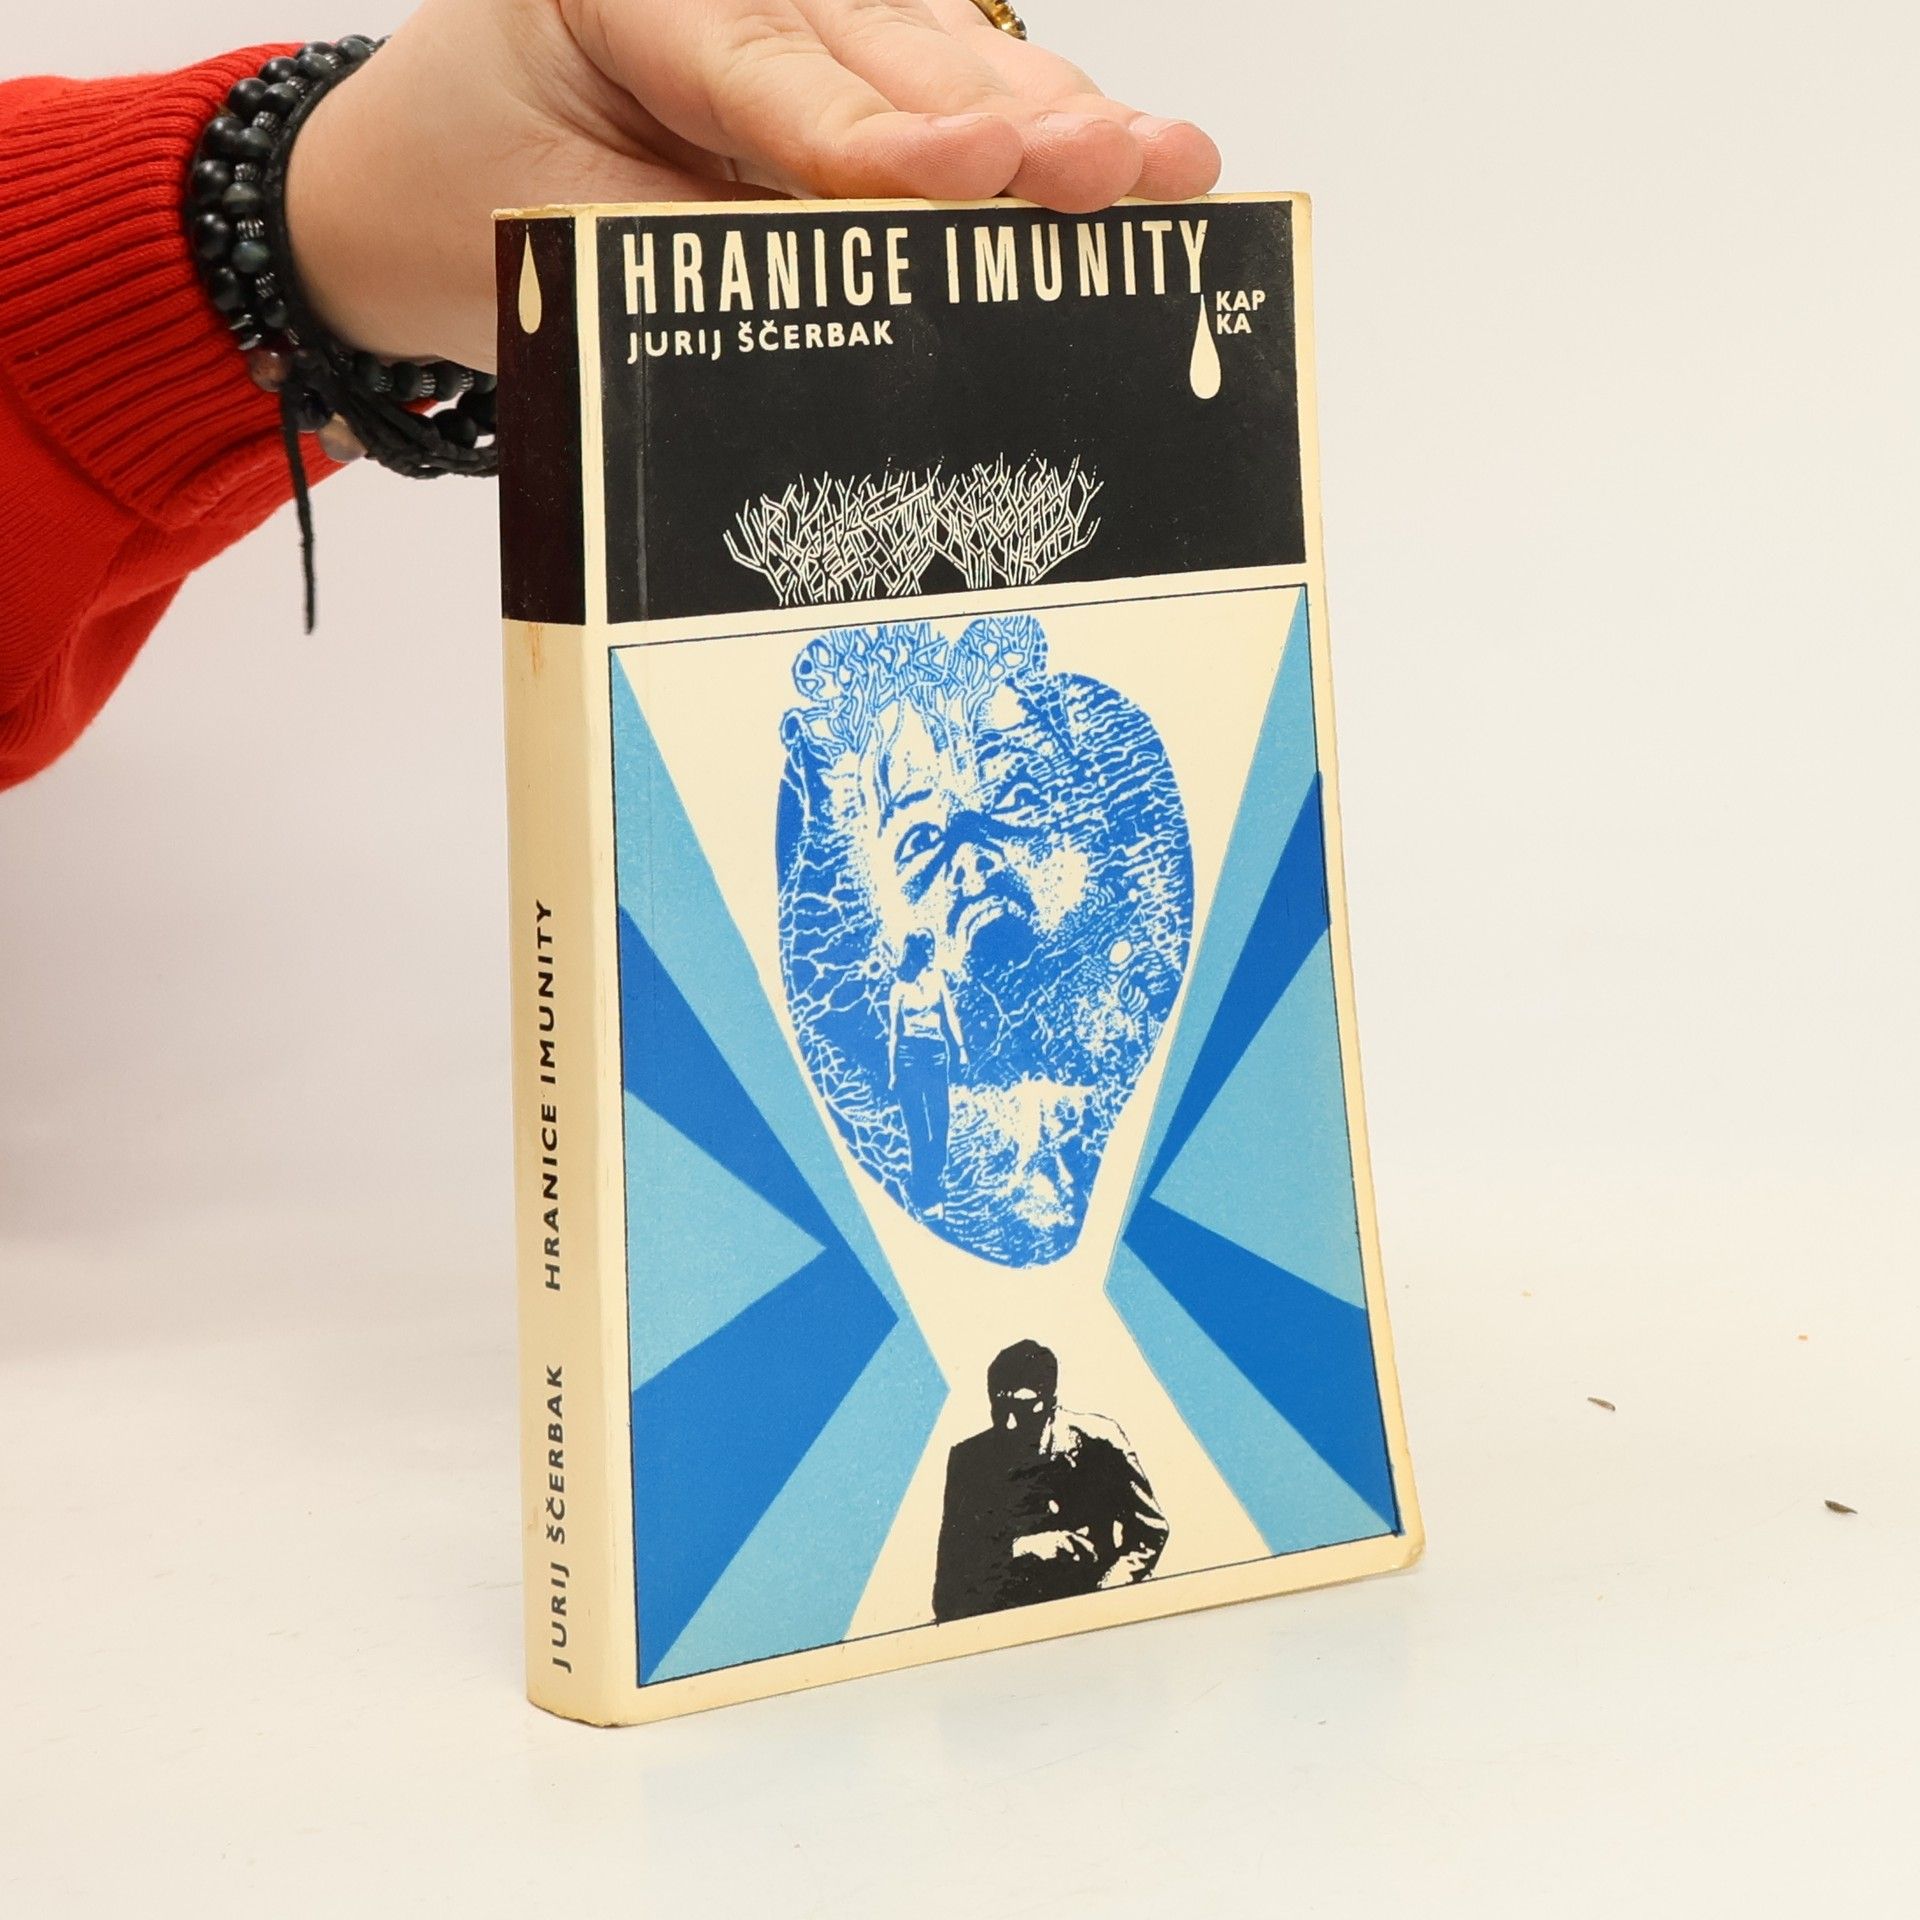 HRANICE IMUNITY
JURIJ ŠČERBAK
KAP
KA
JURIJ ŠČERBAK HRANICE IMUNITY